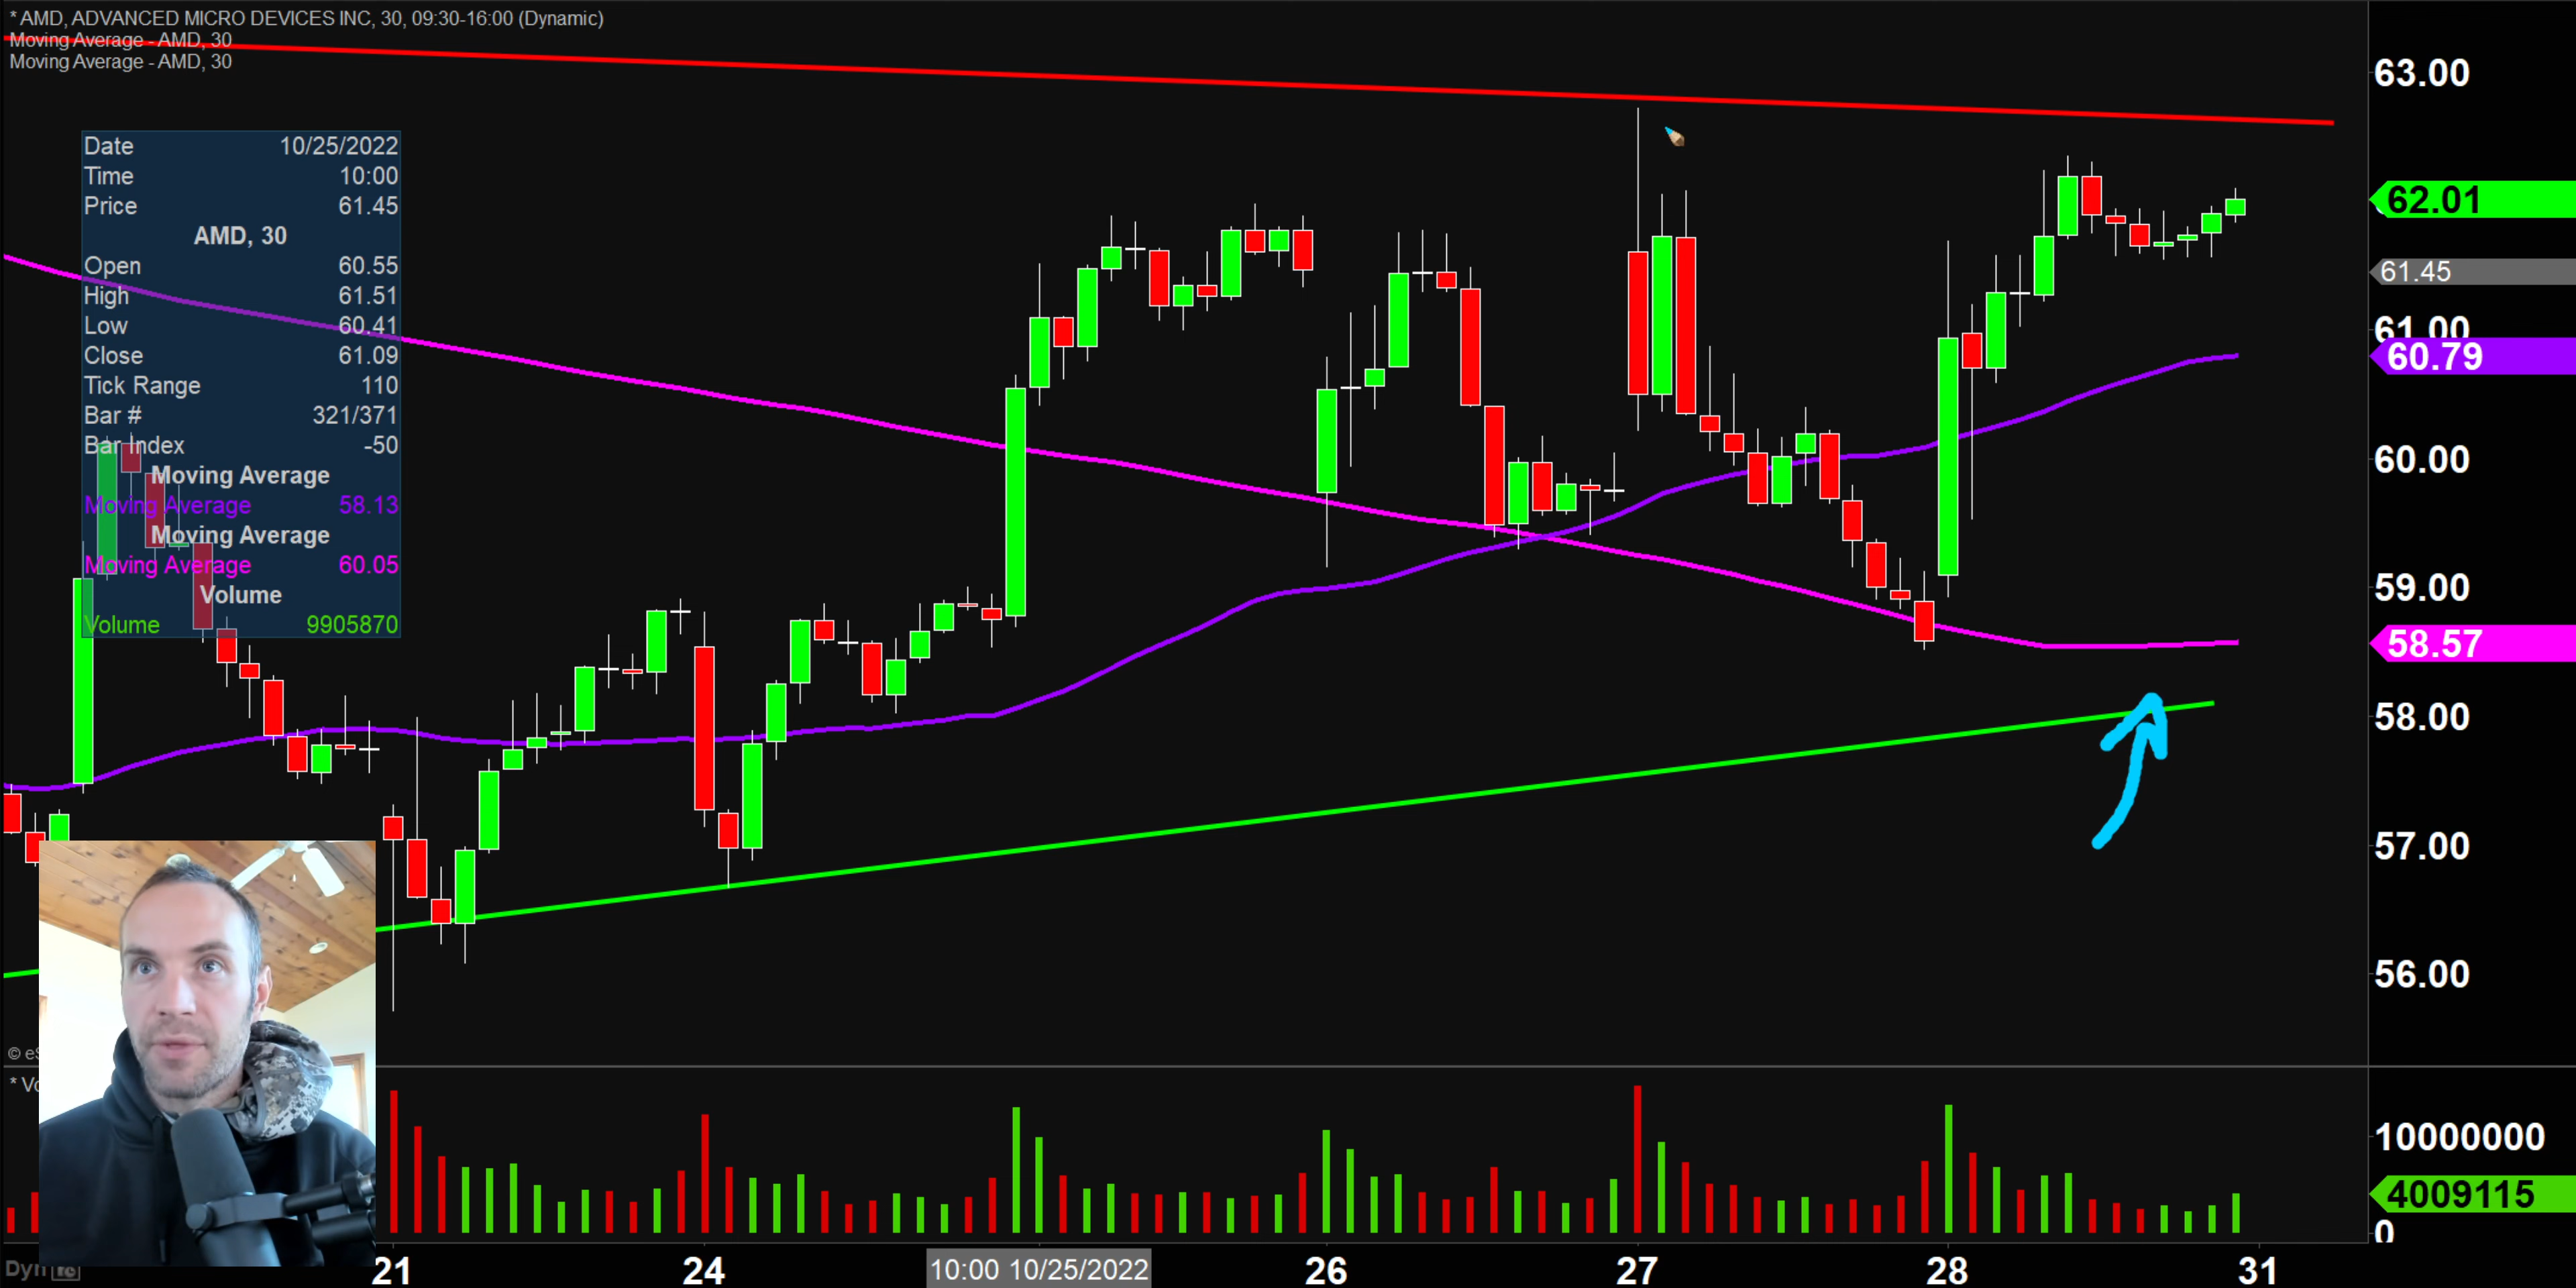 * AMD, ADVANCED MICRO DEVICES INC, 30, 09:30-16:00 (Dynamic)
Moving Average - AMD, 30
Moving Average - AMD, 30
Date 10/25/2022
Time 10:00
Price 61.45
AMD, 30
Open 60.55
High 61.51
Low 60.41
Close 61.09
Tick Range 110
Bar # 321/371
Bar Index -50
Moving Average
Moving Average 58.13
Moving Average
Moving Average 60.05
Volume
Volume 9905870
63.00
62.01
61.45
61.00
60.79
60.00
59.00
58.57
58.00
57.00
56.00
10000000
4009115
0
© eS
* Vo
Dyn
21
24
10:00 10/25/2022
26
27
28
31